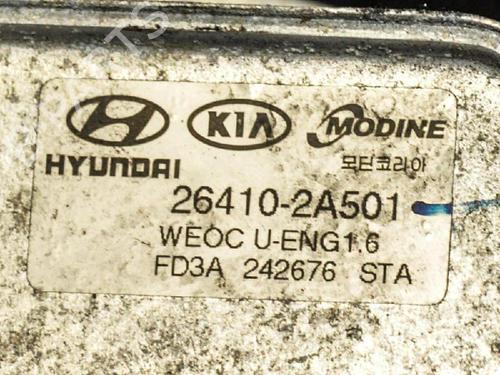 HYUNDAI KIA MODINE
모딘코리아
26410-2A501
WEOC U-ENG1.6
FD3A 242676 STA